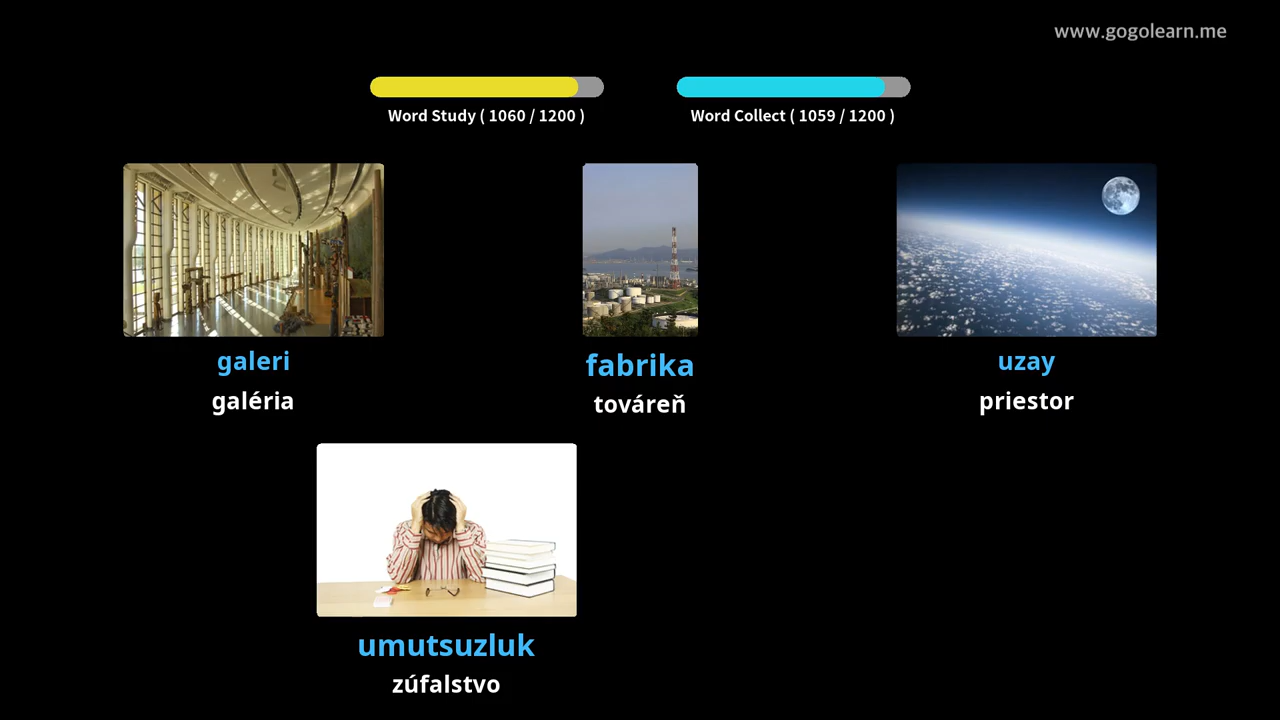 www.gogolearn.me
Word Study ( 1060 / 1200 )
Word Collect ( 1059 / 1200 )
galeri
galéria
fabrika
továreň
uzay
priestor
umutsuzluk
zúfalstvo